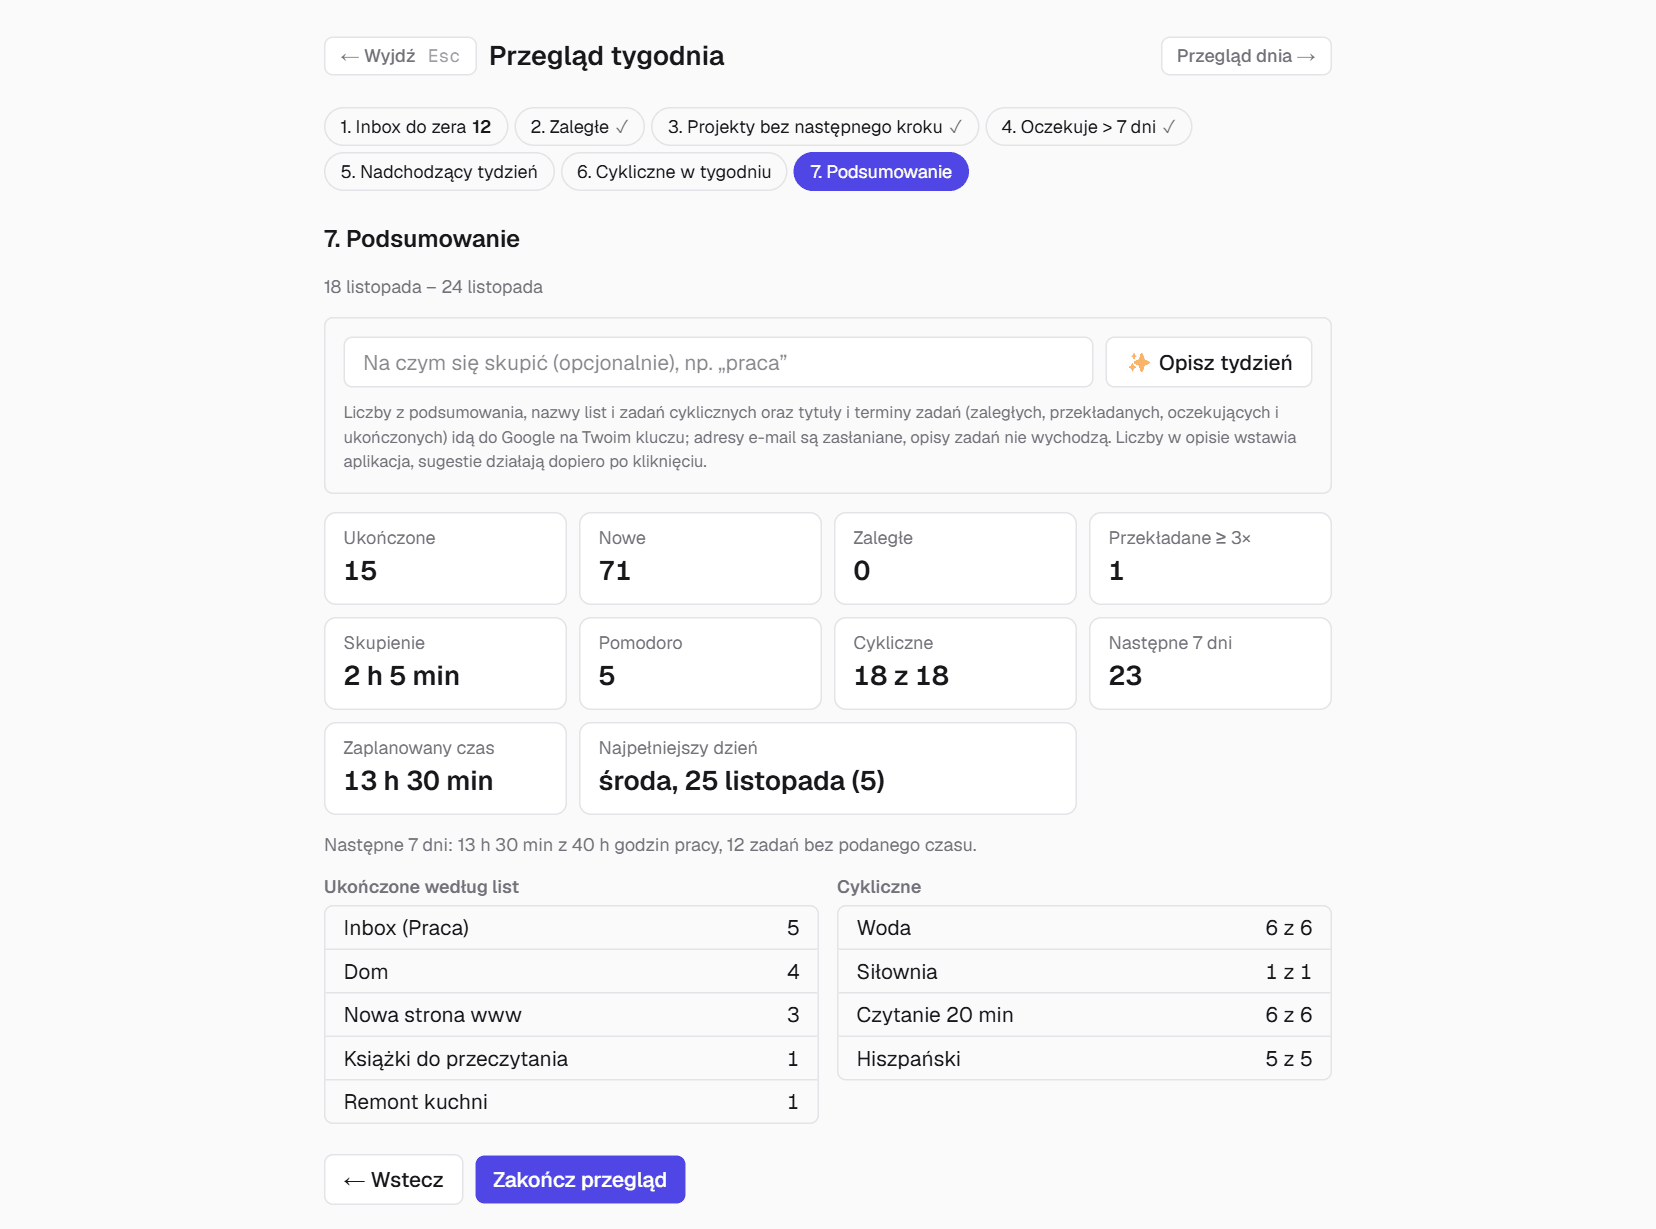 ← Wyjdź Esc
Przegląd tygodnia
Przegląd dnia →
1. Inbox do zera 12
2. Zaległe ✓
3. Projekty bez następnego kroku ✓
4. Oczekuje > 7 dni ✓
5. Nadchodzący tydzień
6. Cykliczne w tygodniu
7. Podsumowanie
7. Podsumowanie
18 listopada – 24 listopada
Na czym się skupić (opcjonalnie), np. „praca”
✨ Opisz tydzień
Liczby z podsumowania, nazwy list i zadań cyklicznych oraz tytuły i terminy zadań (zaległych, przekładanych, oczekujących i
ukończonych) idą do Google na Twoim kluczu; adresy e-mail są zasłaniane, opisy zadań nie wychodzą. Liczby w opisie wstawia
aplikacja, sugestie działają dopiero po kliknięciu.
Ukończone
15
Nowe
71
Zaległe
0
Przekładane ≥ 3×
1
Skupienie
2 h 5 min
Pomodoro
5
Cykliczne
18 z 18
Następne 7 dni
23
Zaplanowany czas
13 h 30 min
Najpełniejszy dzień
środa, 25 listopada (5)
Następne 7 dni: 13 h 30 min z 40 h godzin pracy, 12 zadań bez podanego czasu.
Ukończone według list
Inbox (Praca) 5
Dom 4
Nowa strona www 3
Książki do przeczytania 1
Remont kuchni 1
Cykliczne
Woda 6 z 6
Siłownia 1 z 1
Czytanie 20 min 6 z 6
Hiszpański 5 z 5
← Wstecz
Zakończ przegląd